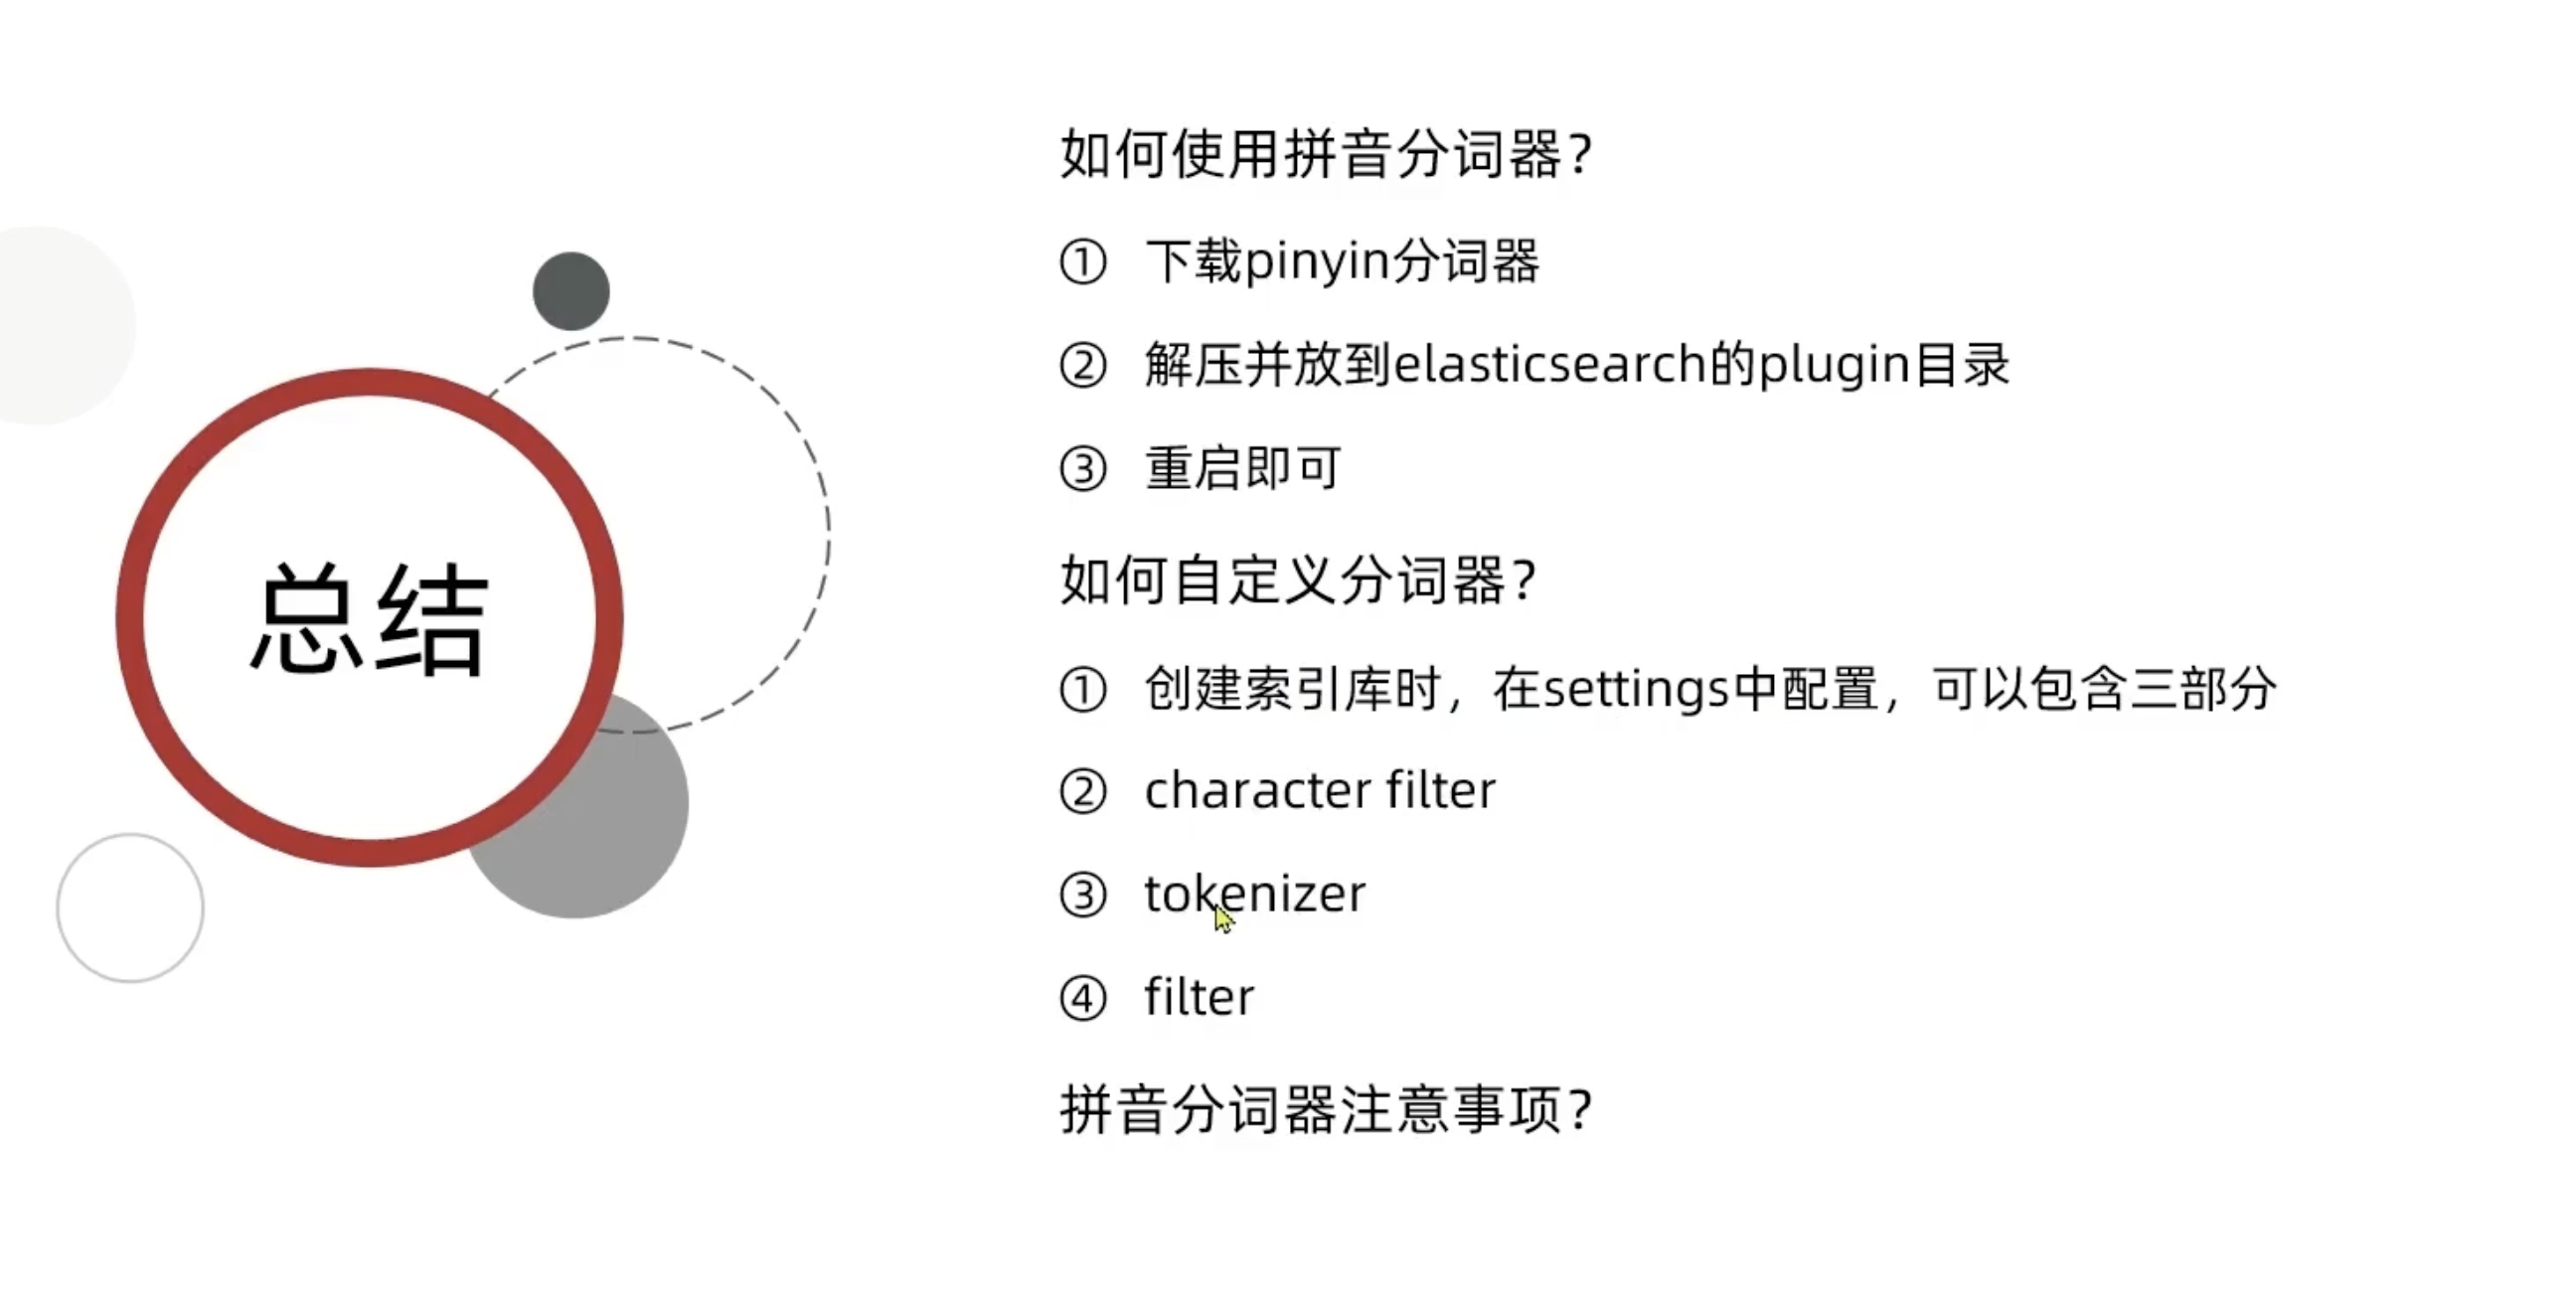 总结
如何使用拼音分词器？
① 下载pinyin分词器
② 解压并放到elasticsearch的plugin目录
③ 重启即可
如何自定义分词器？
① 创建索引库时，在settings中配置，可以包含三部分
② character filter
③ tokenizer
④ filter
拼音分词器注意事项？